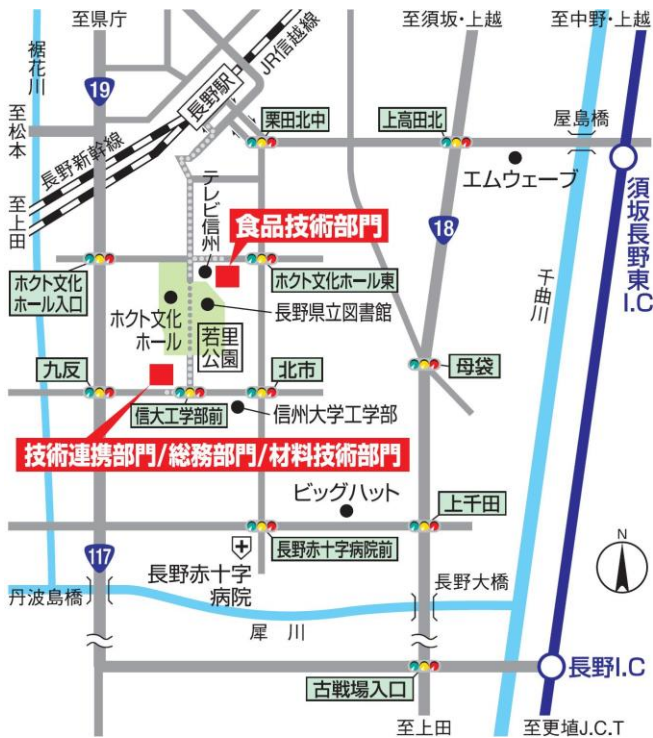 至県庁
至須坂・上越
至中野・上越
裾花川
19
JR信越線
長野駅
栗田北中
上高田北
屋島橋
至松本
長野新幹線
エムウェーブ
至上田
テレビ信州
食品技術部門
18
須坂長野東I.C
ホクト文化
ホール入口
ホクト文化ホール東
千曲川
ホクト文化
ホール
長野県立図書館
若里
公園
九反
北市
母袋
信大工学部前
信州大学工学部
技術連携部門/総務部門/材料技術部門
ビッグハット
上千田
117
長野赤十字病院前
N
長野赤十字
病院
丹波島橋
長野大橋
犀川
長野I.C
古戦場入口
至上田
至更埴J.C.T